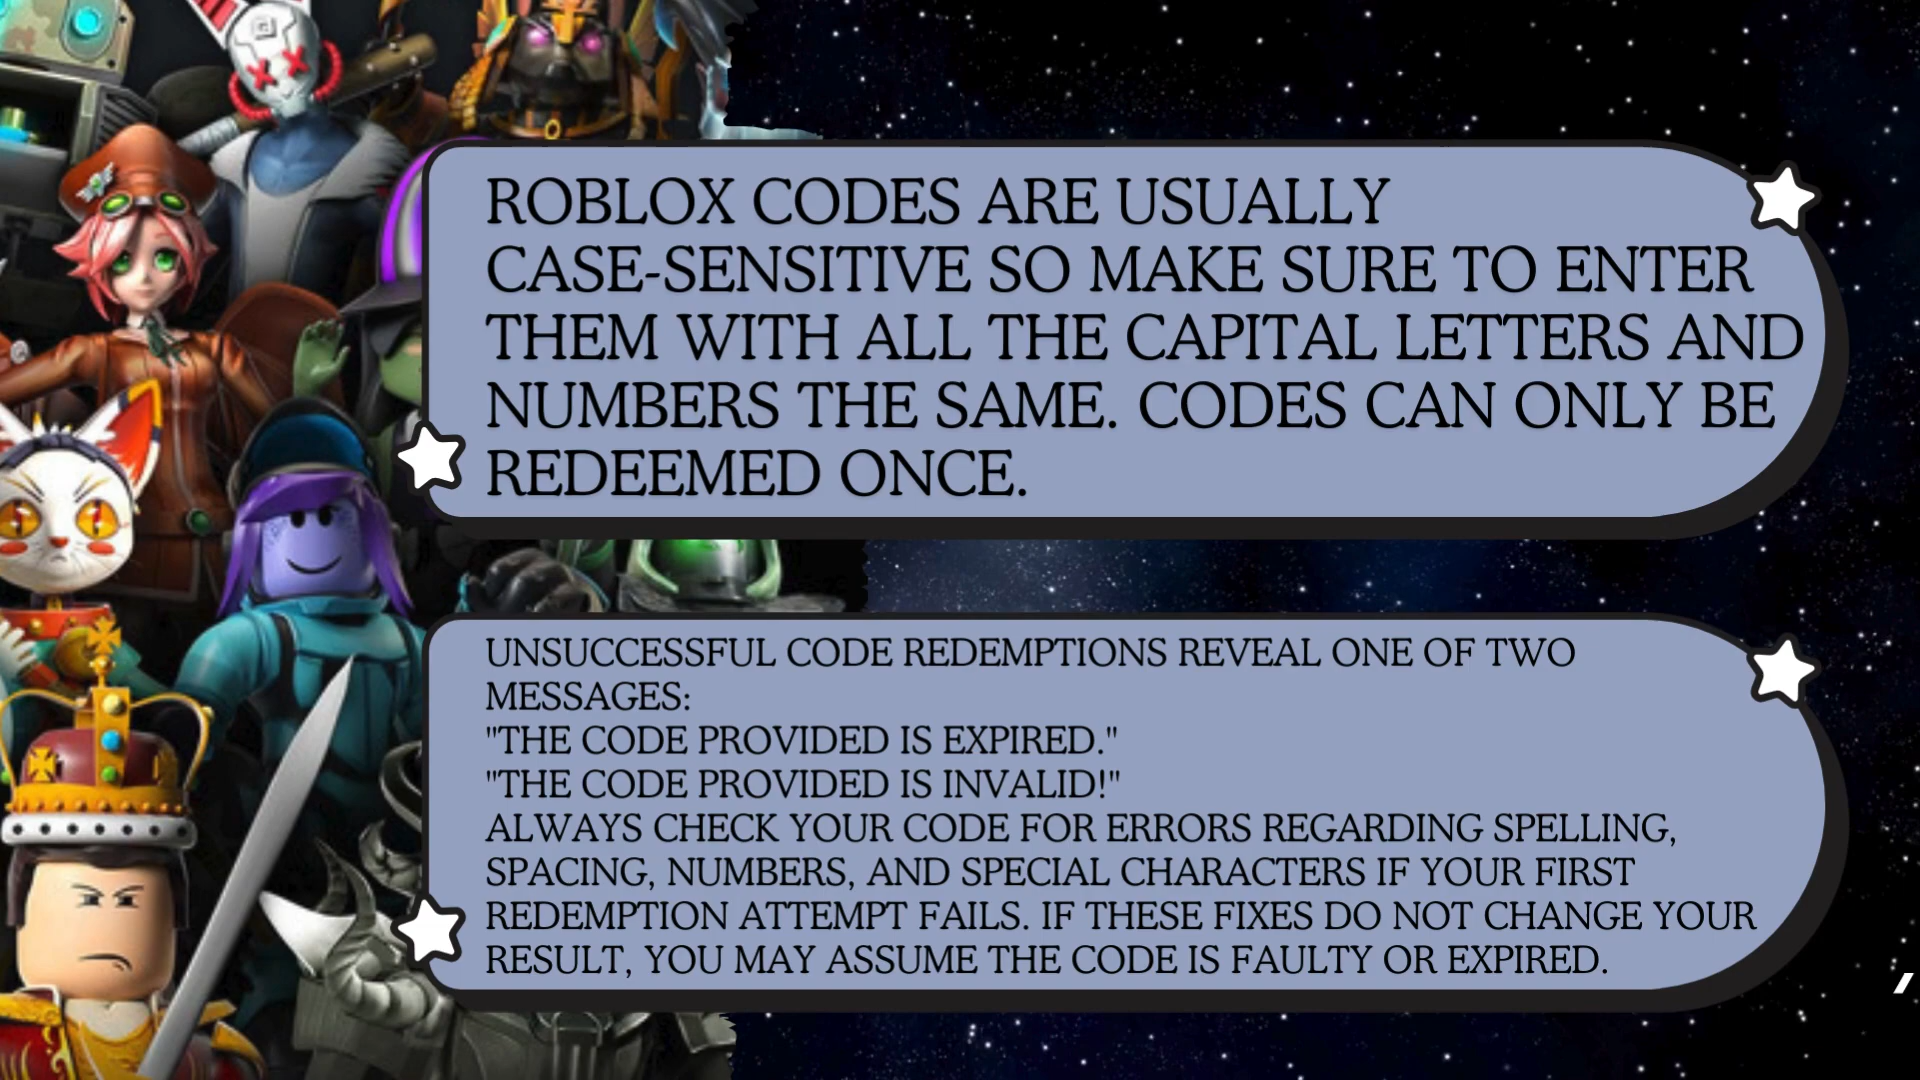 ROBLOX CODES ARE USUALLY
CASE-SENSITIVE SO MAKE SURE TO ENTER
THEM WITH ALL THE CAPITAL LETTERS AND
NUMBERS THE SAME. CODES CAN ONLY BE
REDEEMED ONCE.
UNSUCCESSFUL CODE REDEMPTIONS REVEAL ONE OF TWO
MESSAGES:
"THE CODE PROVIDED IS EXPIRED."
"THE CODE PROVIDED IS INVALID!"
ALWAYS CHECK YOUR CODE FOR ERRORS REGARDING SPELLING,
SPACING, NUMBERS, AND SPECIAL CHARACTERS IF YOUR FIRST
REDEMPTION ATTEMPT FAILS. IF THESE FIXES DO NOT CHANGE YOUR
RESULT, YOU MAY ASSUME THE CODE IS FAULTY OR EXPIRED.